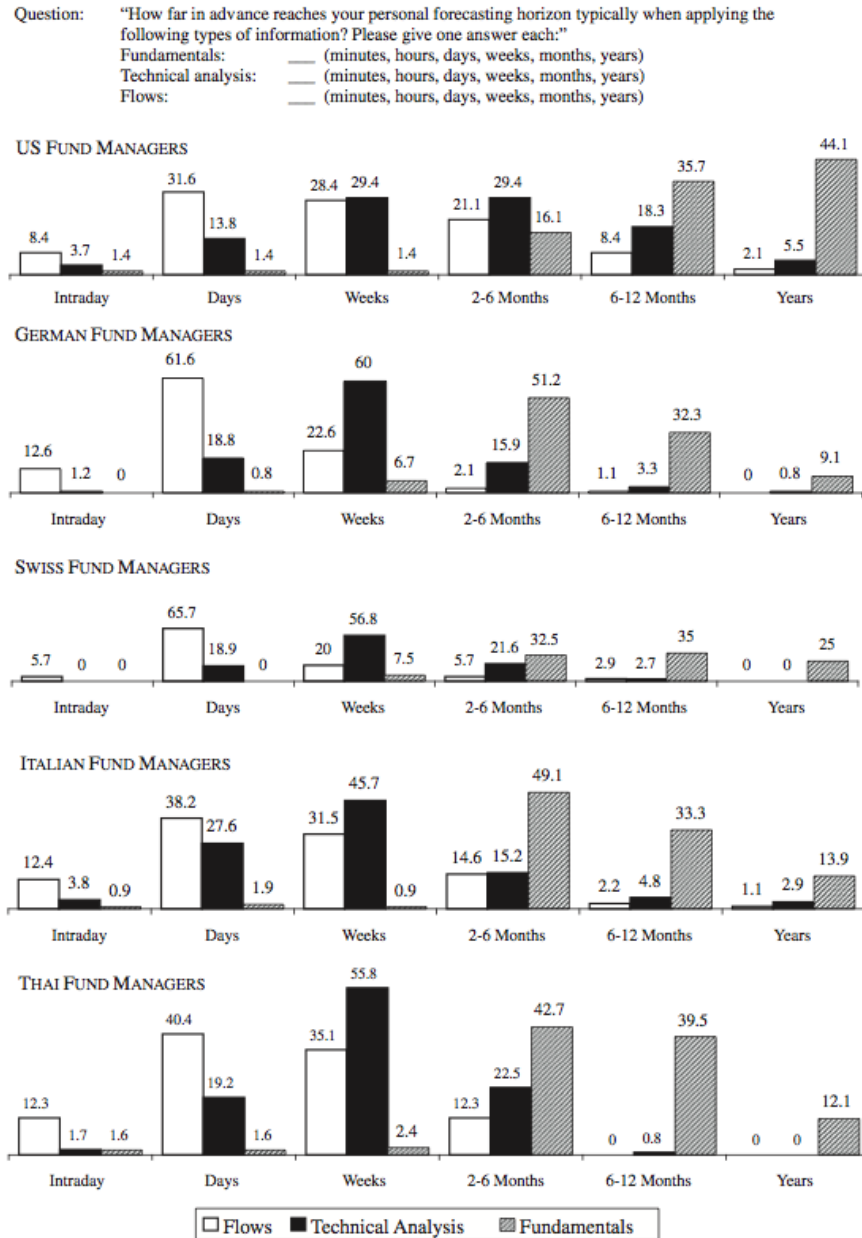 Question: “How far in advance reaches your personal forecasting horizon typically when applying the
following types of information? Please give one answer each:”
Fundamentals: ___ (minutes, hours, days, weeks, months, years)
Technical analysis: ___ (minutes, hours, days, weeks, months, years)
Flows: ___ (minutes, hours, days, weeks, months, years)
US FUND MANAGERS
8.4 3.7 1.4 31.6 13.8 1.4 28.4 29.4 1.4 21.1 29.4 16.1 8.4 18.3 35.7 2.1 5.5 44.1
Intraday Days Weeks 2-6 Months 6-12 Months Years
GERMAN FUND MANAGERS
12.6 1.2 0 61.6 18.8 0.8 22.6 60 6.7 2.1 15.9 51.2 1.1 3.3 32.3 0 0.8 9.1
Intraday Days Weeks 2-6 Months 6-12 Months Years
SWISS FUND MANAGERS
5.7 0 0 65.7 18.9 0 20 56.8 7.5 5.7 21.6 32.5 2.9 2.7 35 0 0 25
Intraday Days Weeks 2-6 Months 6-12 Months Years
ITALIAN FUND MANAGERS
12.4 3.8 0.9 38.2 27.6 1.9 31.5 45.7 0.9 14.6 15.2 49.1 2.2 4.8 33.3 1.1 2.9 13.9
Intraday Days Weeks 2-6 Months 6-12 Months Years
THAI FUND MANAGERS
12.3 1.7 1.6 40.4 19.2 1.6 35.1 55.8 2.4 12.3 22.5 42.7 0 0.8 39.5 0 0 12.1
Intraday Days Weeks 2-6 Months 6-12 Months Years
Flows Technical Analysis Fundamentals